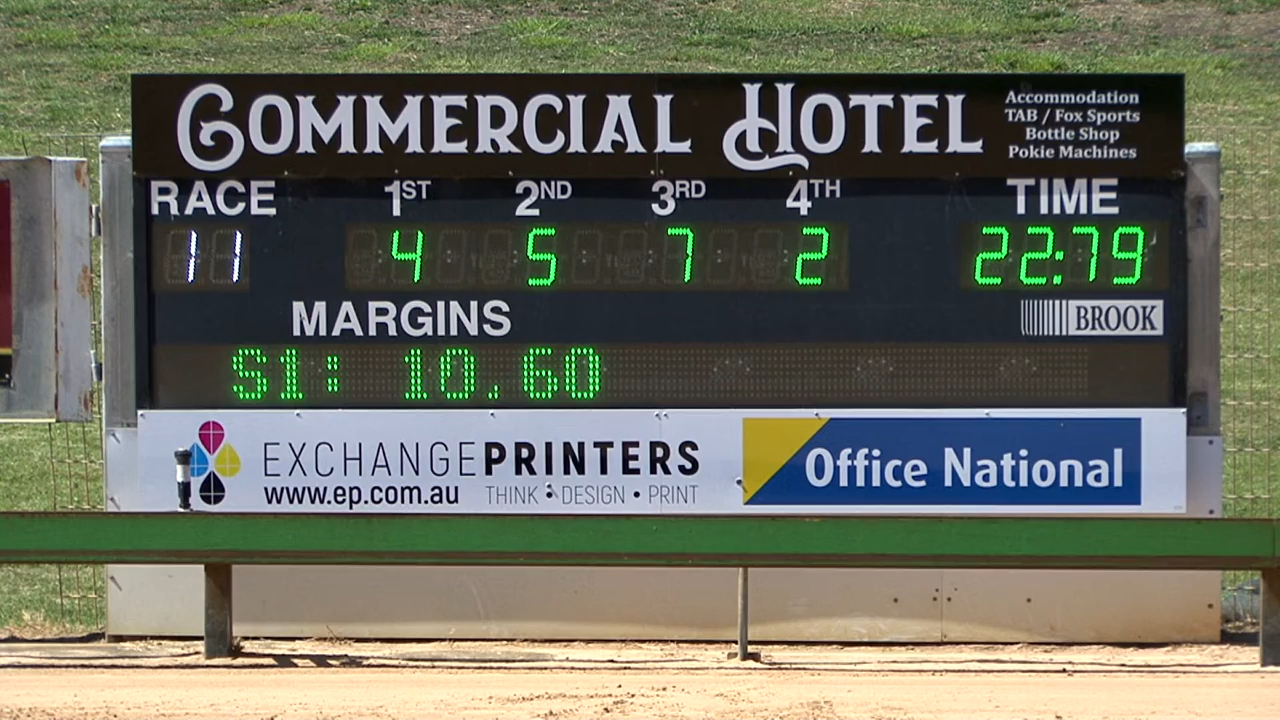 COMMERCIAL HOTEL
Accommodation
TAB / Fox Sports
Bottle Shop
Pokie Machines
RACE 1ST 2ND 3RD 4TH TIME
11 4 5 7 2 22:79
MARGINS
BROOK
S1: 10.60
EXCHANGEPRINTERS
www.ep.com.au THINK • DESIGN • PRINT
Office National